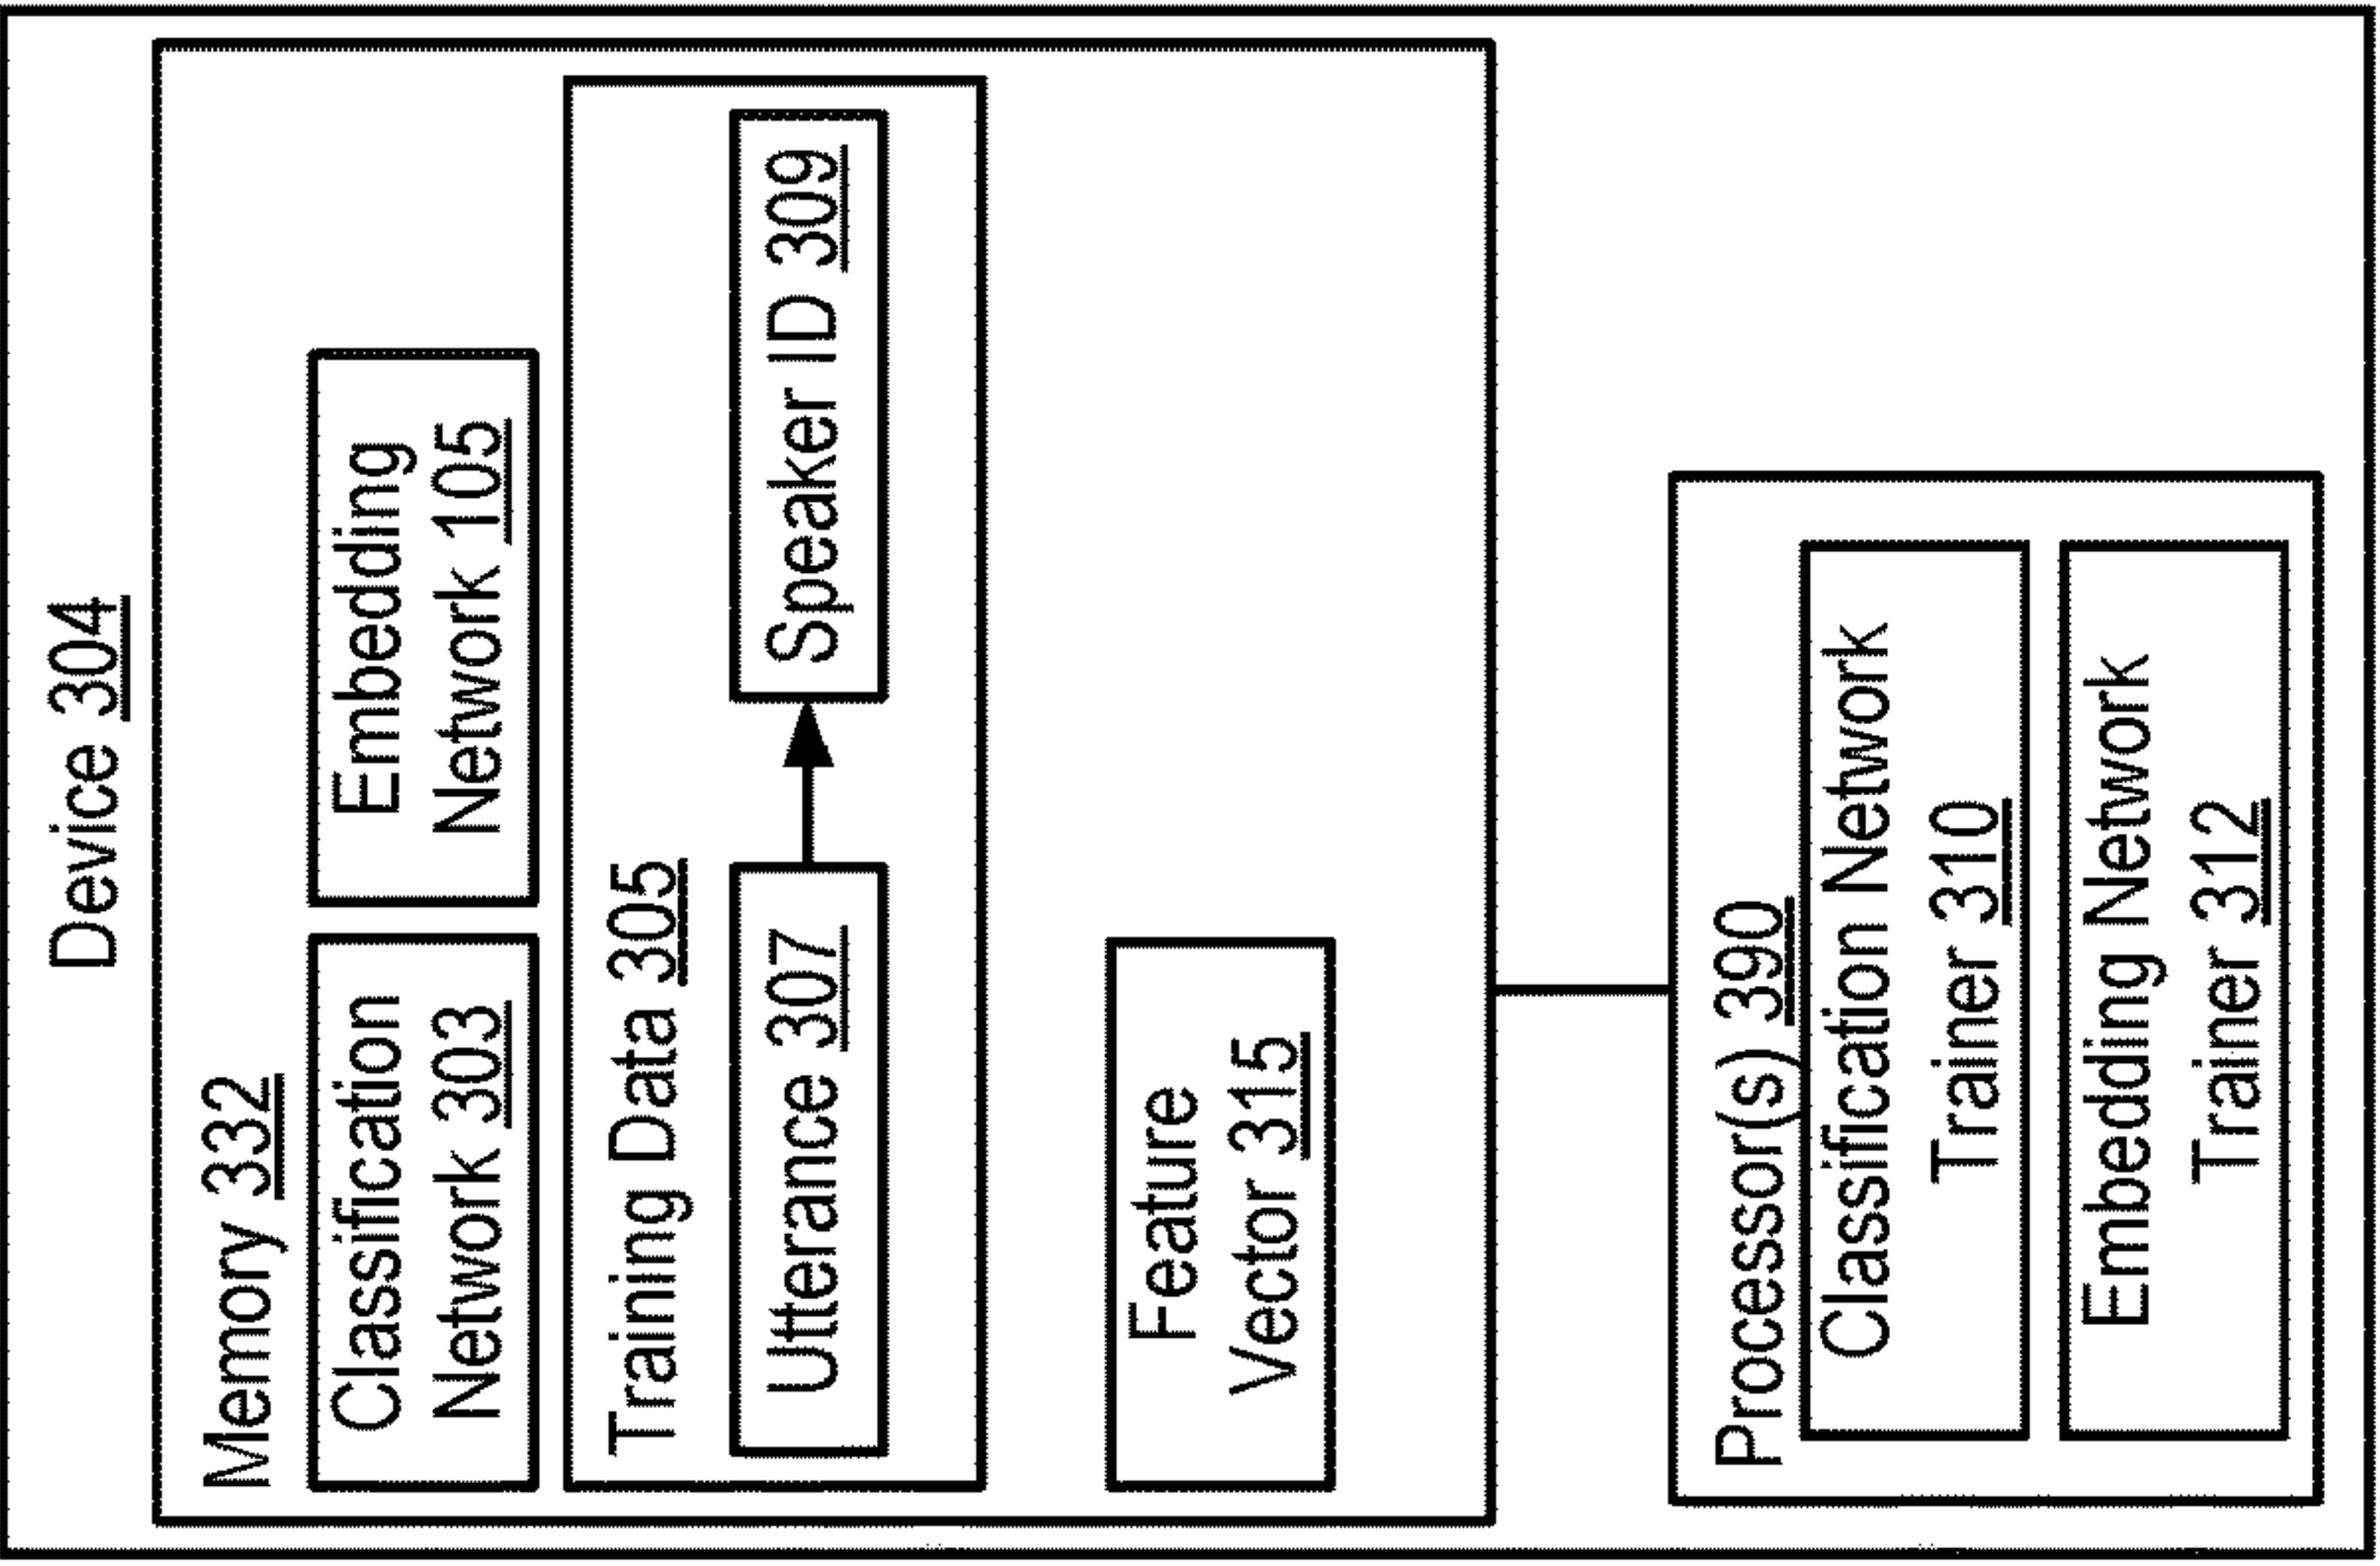 Device 304
Memory 332
Classification
Network 303
Embedding
Network 105
Training Data 305
Utterance 307
Speaker ID 309
Feature
Vector 315
Processor(s) 390
Classification Network
Trainer 310
Embedding Network
Trainer 312